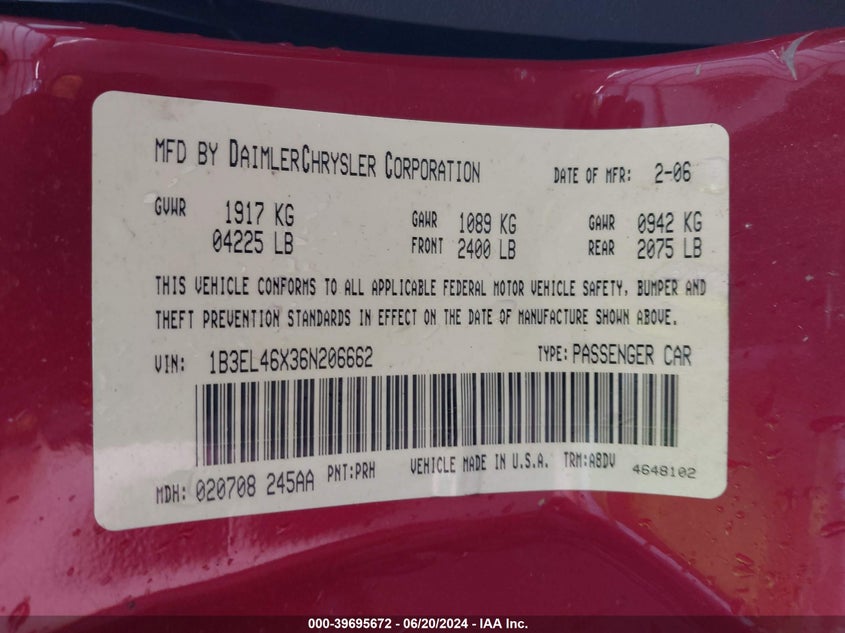 MFD BY DAIMLERCHRYSLER CORPORATION DATE OF MFR: 2-06
GVWR 1917 KG GAWR 1089 KG GAWR 0942 KG
04225 LB FRONT 2400 LB REAR 2075 LB
THIS VEHICLE CONFORMS TO ALL APPLICABLE FEDERAL MOTOR VEHICLE SAFETY, BUMPER AND
THEFT PREVENTION STANDARDS IN EFFECT ON THE DATE OF MANUFACTURE SHOWN ABOVE.
VIN: 1B3EL46X36N206662 TYPE: PASSENGER CAR
MDH: 020708 245AA PNT:PRH VEHICLE MADE IN U.S.A. TRM:ABDV 4648102
000-39695672 / 06/20/2024 - IAA Inc.